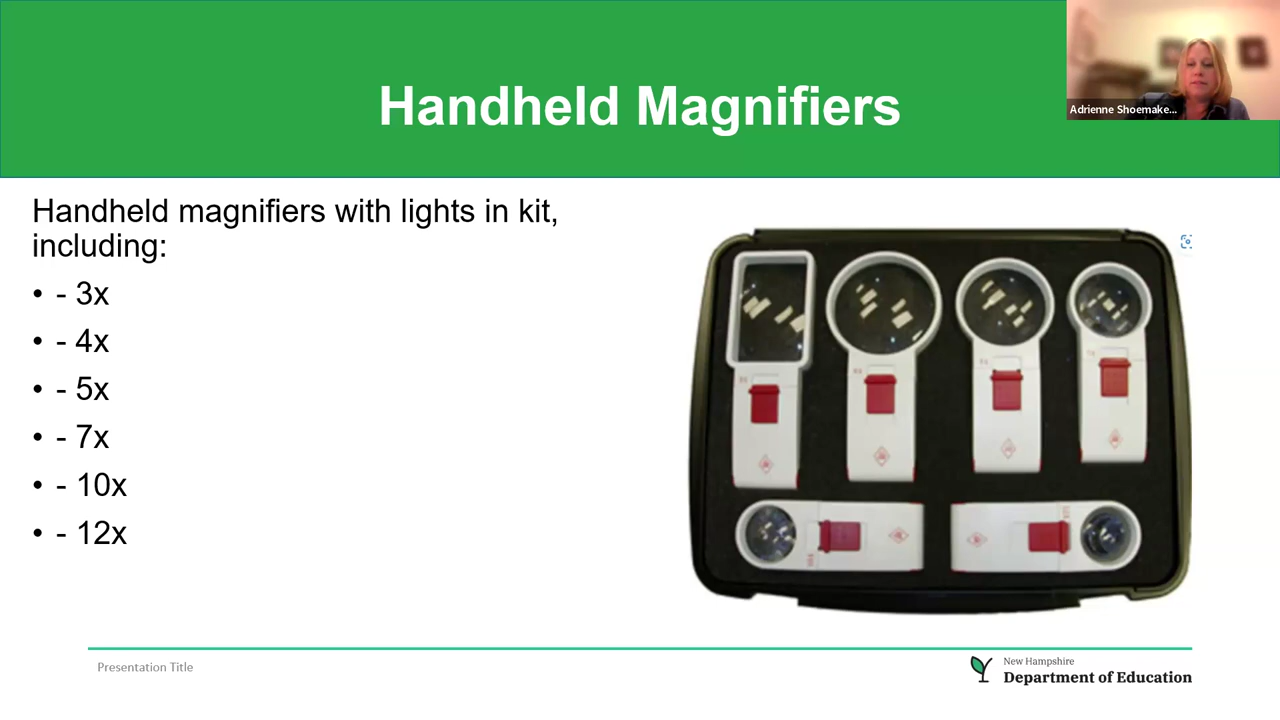 Handheld Magnifiers
Adrienne Shoemake...
Handheld magnifiers with lights in kit,
including:
• - 3x
• - 4x
• - 5x
• - 7x
• - 10x
• - 12x
Presentation Title
New Hampshire
Department of Education